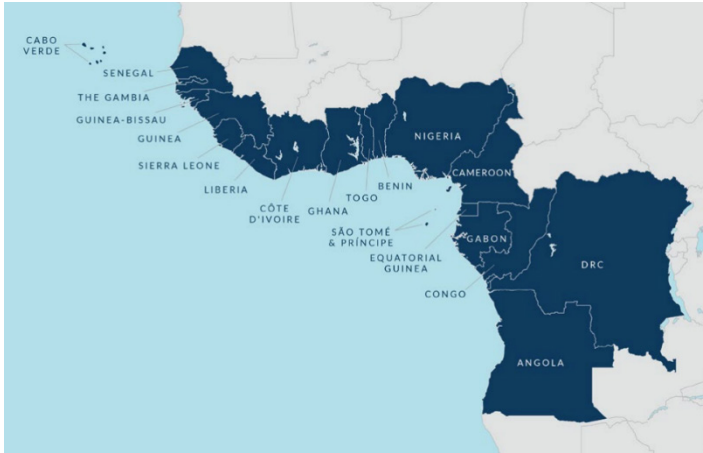 CABO
VERDE
SENEGAL
THE GAMBIA
GUINEA-BISSAU
GUINEA
SIERRA LEONE
LIBERIA
CÔTE
D'IVOIRE
GHANA
TOGO
BENIN
NIGERIA
CAMEROON
SÃO TOMÉ
& PRÍNCIPE
EQUATORIAL
GUINEA
GABON
CONGO
DRC
ANGOLA